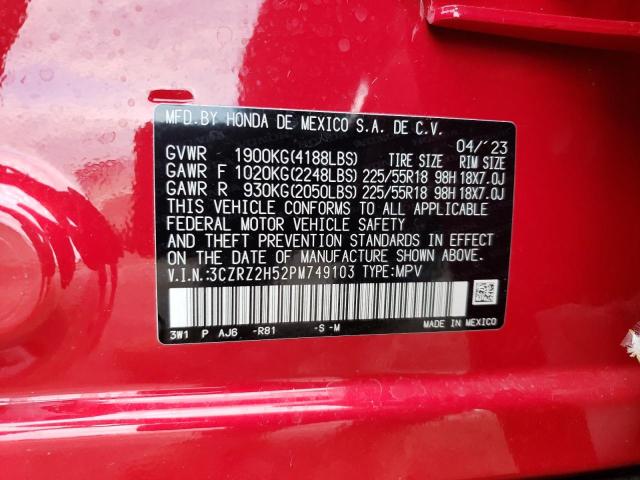 MFD.BY HONDA DE MEXICO S.A. DE C.V.
04/´23
GVWR 1900KG(4188LBS) TIRE SIZE RIM SIZE
GAWR F 1020KG(2248LBS) 225/55R18 98H 18X7.0J
GAWR R 930KG(2050LBS) 225/55R18 98H 18X7.0J
THIS VEHICLE CONFORMS TO ALL APPLICABLE
FEDERAL MOTOR VEHICLE SAFETY
AND THEFT PREVENTION STANDARDS IN EFFECT
ON THE DATE OF MANUFACTURE SHOWN ABOVE.
V.I.N.:3CZRZ2H52PM749103 TYPE:MPV
3W1 P AJ6 -R81 -S -M MADE IN MEXICO